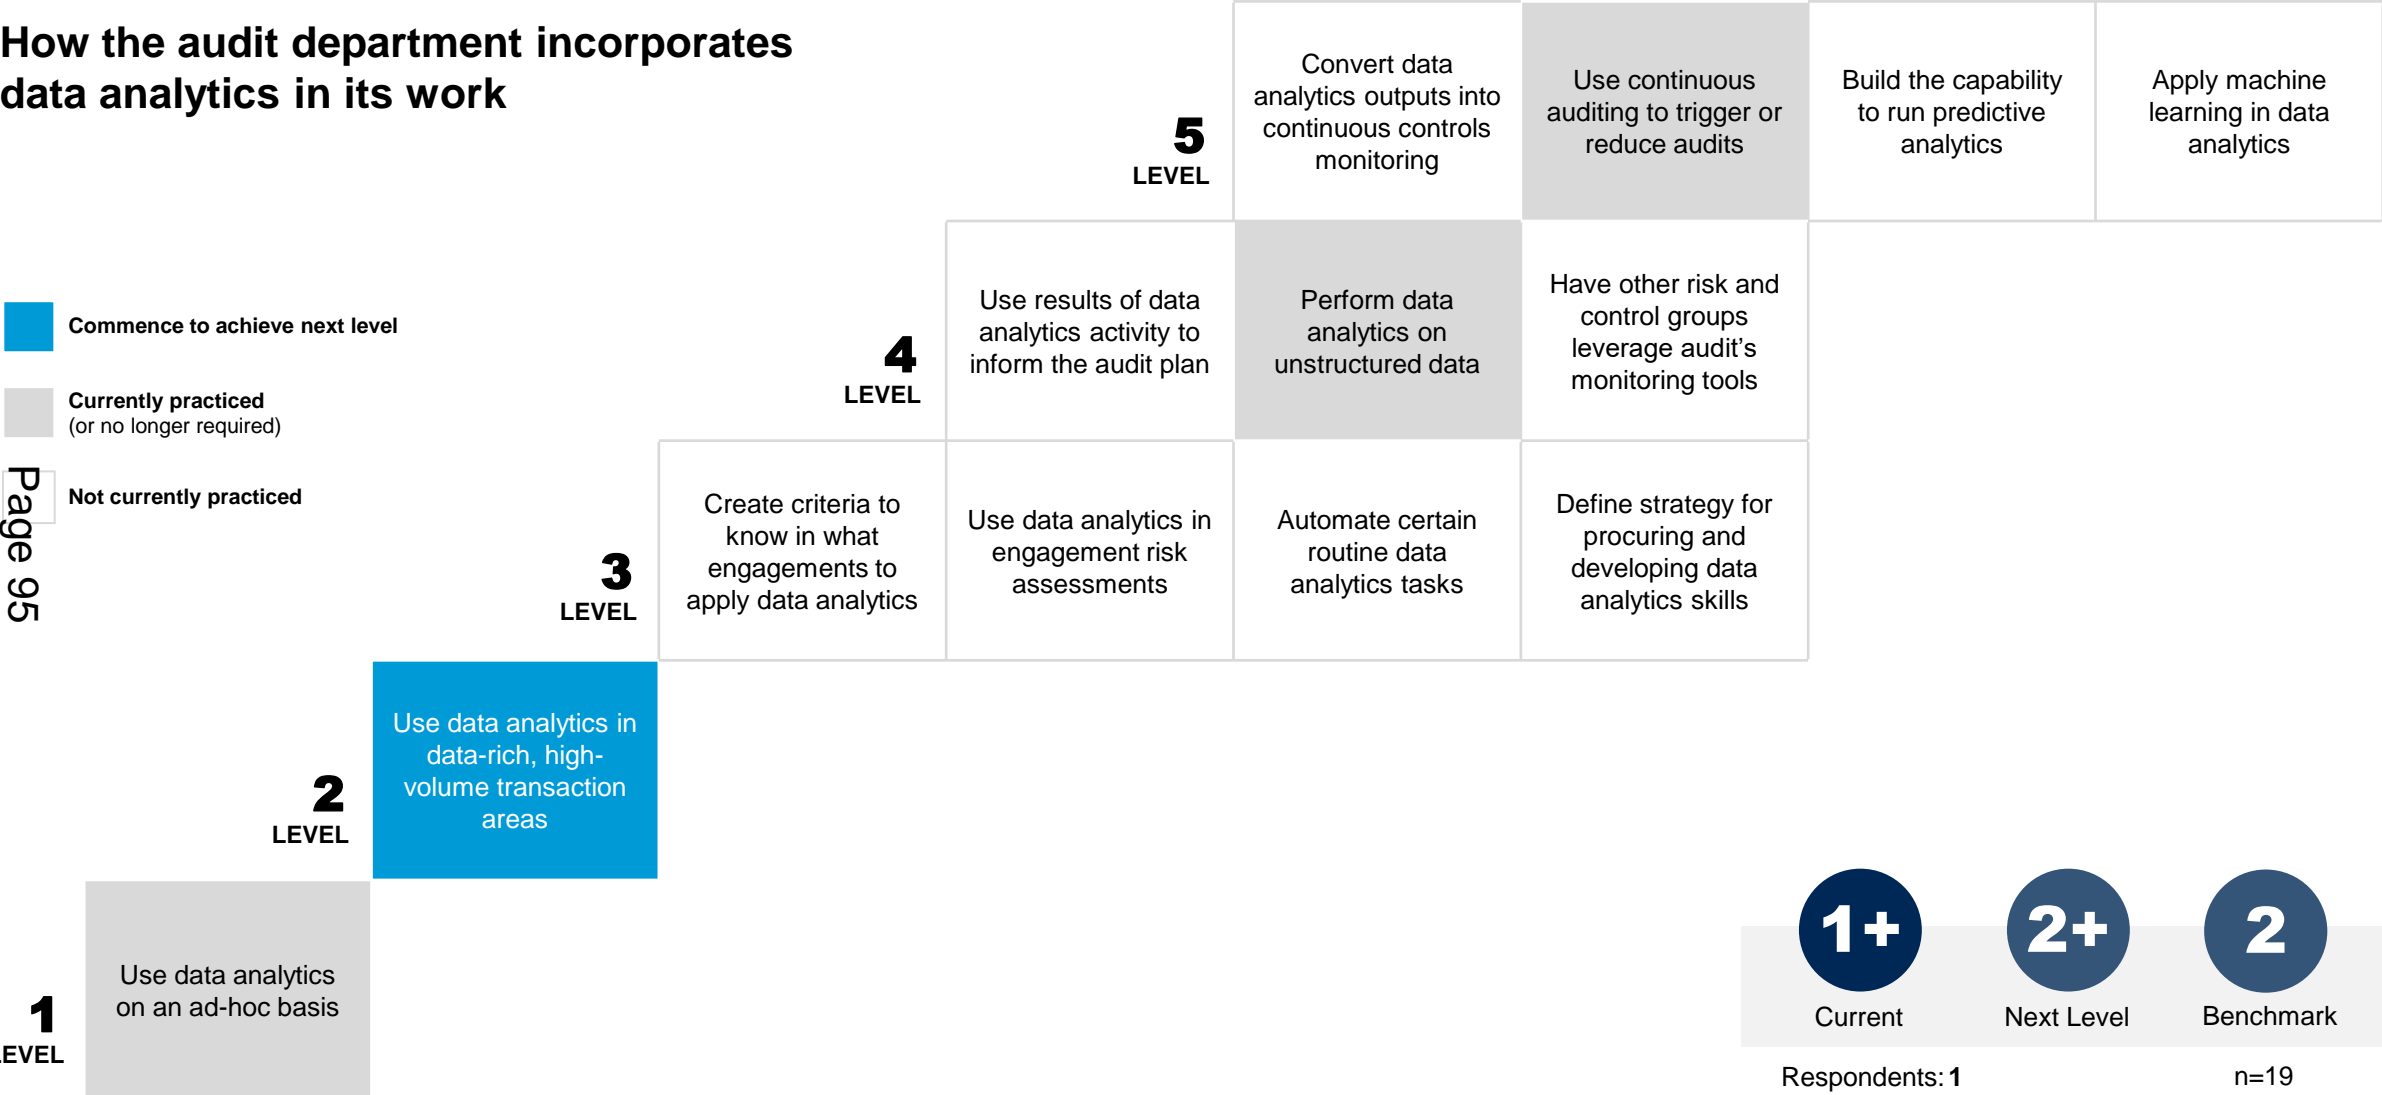 How the audit department incorporates
data analytics in its work
5
LEVEL
Convert data
analytics outputs into
continuous controls
monitoring
Use continuous
auditing to trigger or
reduce audits
Build the capability
to run predictive
analytics
Apply machine
learning in data
analytics
Commence to achieve next level
Currently practiced
(or no longer required)
Not currently practiced
Page 95
4
LEVEL
Use results of data
analytics activity to
inform the audit plan
Perform data
analytics on
unstructured data
Have other risk and
control groups
leverage audit’s
monitoring tools
3
LEVEL
Create criteria to
know in what
engagements to
apply data analytics
Use data analytics in
engagement risk
assessments
Automate certain
routine data
analytics tasks
Define strategy for
procuring and
developing data
analytics skills
2
LEVEL
Use data analytics in
data-rich, high-
volume transaction
areas
1
LEVEL
Use data analytics
on an ad-hoc basis
1+
Current
2+
Next Level
2
Benchmark
Respondents: 1
n=19